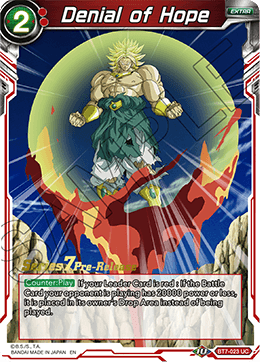 2
Denial of Hope
EXTRA
Series 7 Pre-Release
Counter:Play If your Leader Card is red : If the Battle
Card your opponent is playing has 20000 power or less,
it is placed in its owner's Drop Area instead of being
played.
©B.S./S., T.A.
BANDAI MADE IN JAPAN EN
BT7-023 UC